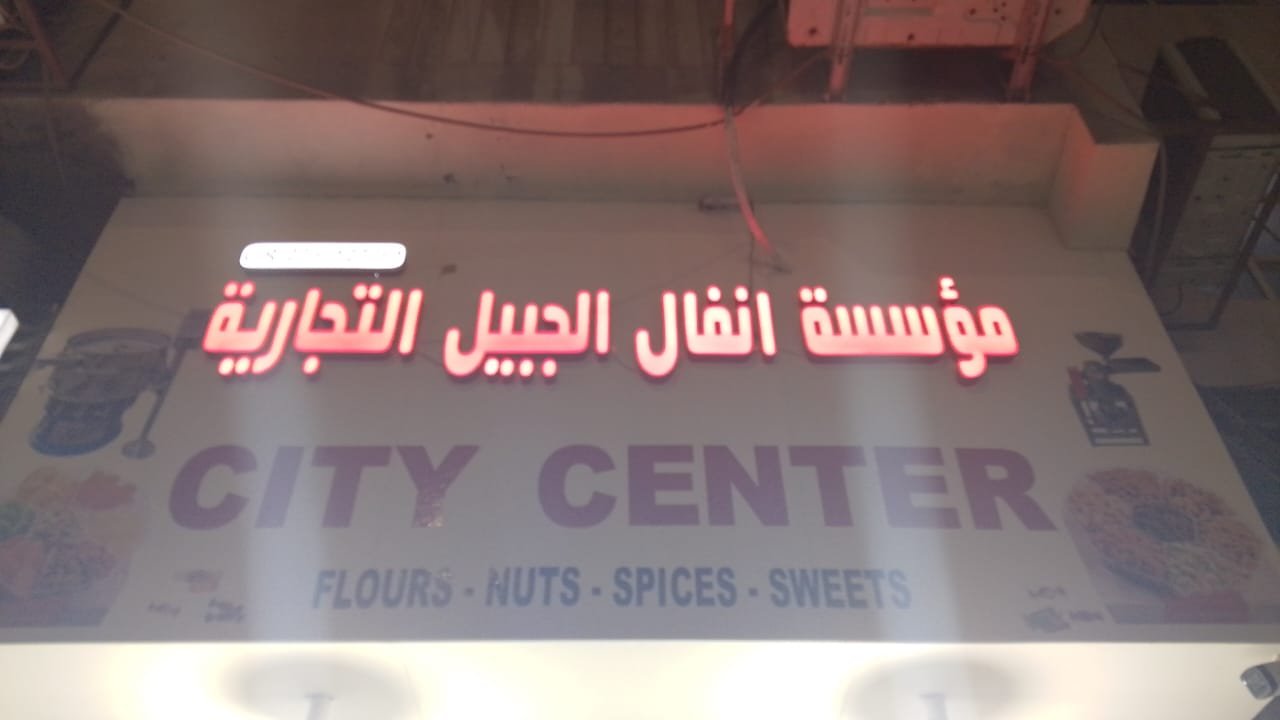 مؤسسة انفال الجبيل التجارية
CITY CENTER
FLOURS - NUTS - SPICES - SWEETS